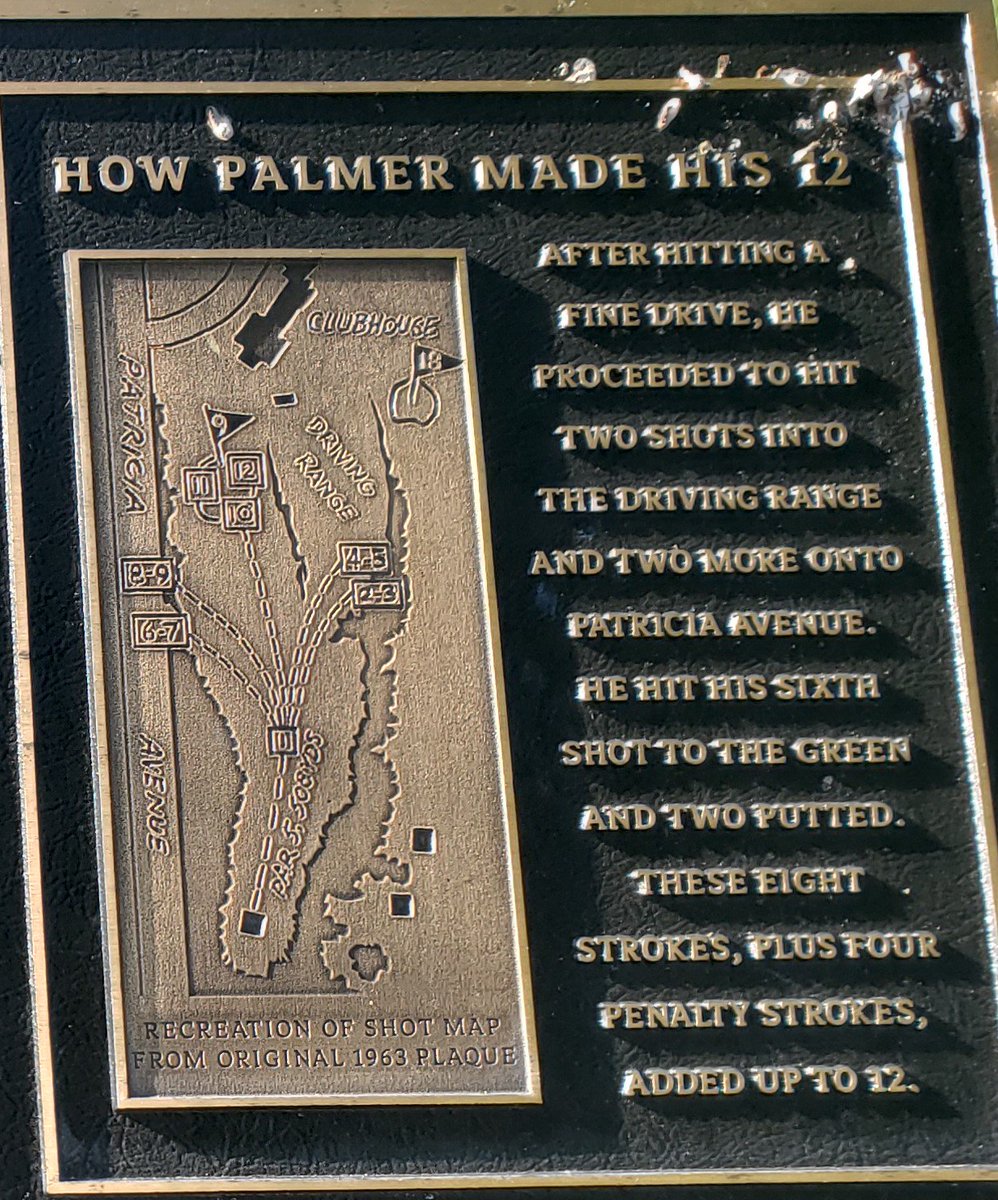 HOW PALMER MADE HIS 12
AFTER HITTING A
FINE DRIVE, HE
PROCEEDED TO HIT
TWO SHOTS INTO
THE DRIVING RANGE
AND TWO MORE ONTO
PATRICIA AVENUE.
HE HIT HIS SIXTH
SHOT TO THE GREEN
AND TWO PUTTED.
THESE EIGHT
STROKES, PLUS FOUR
PENALTY STROKES,
ADDED UP TO 12.
CLUBHOUSE
18
PATRICIA
9
DRIVING
RANGE
12
11
10
4-5
8-9
2-3
6-7
1
AVENUE
PAR 5-508YDS
RECREATION OF SHOT MAP
FROM ORIGINAL 1963 PLAQUE